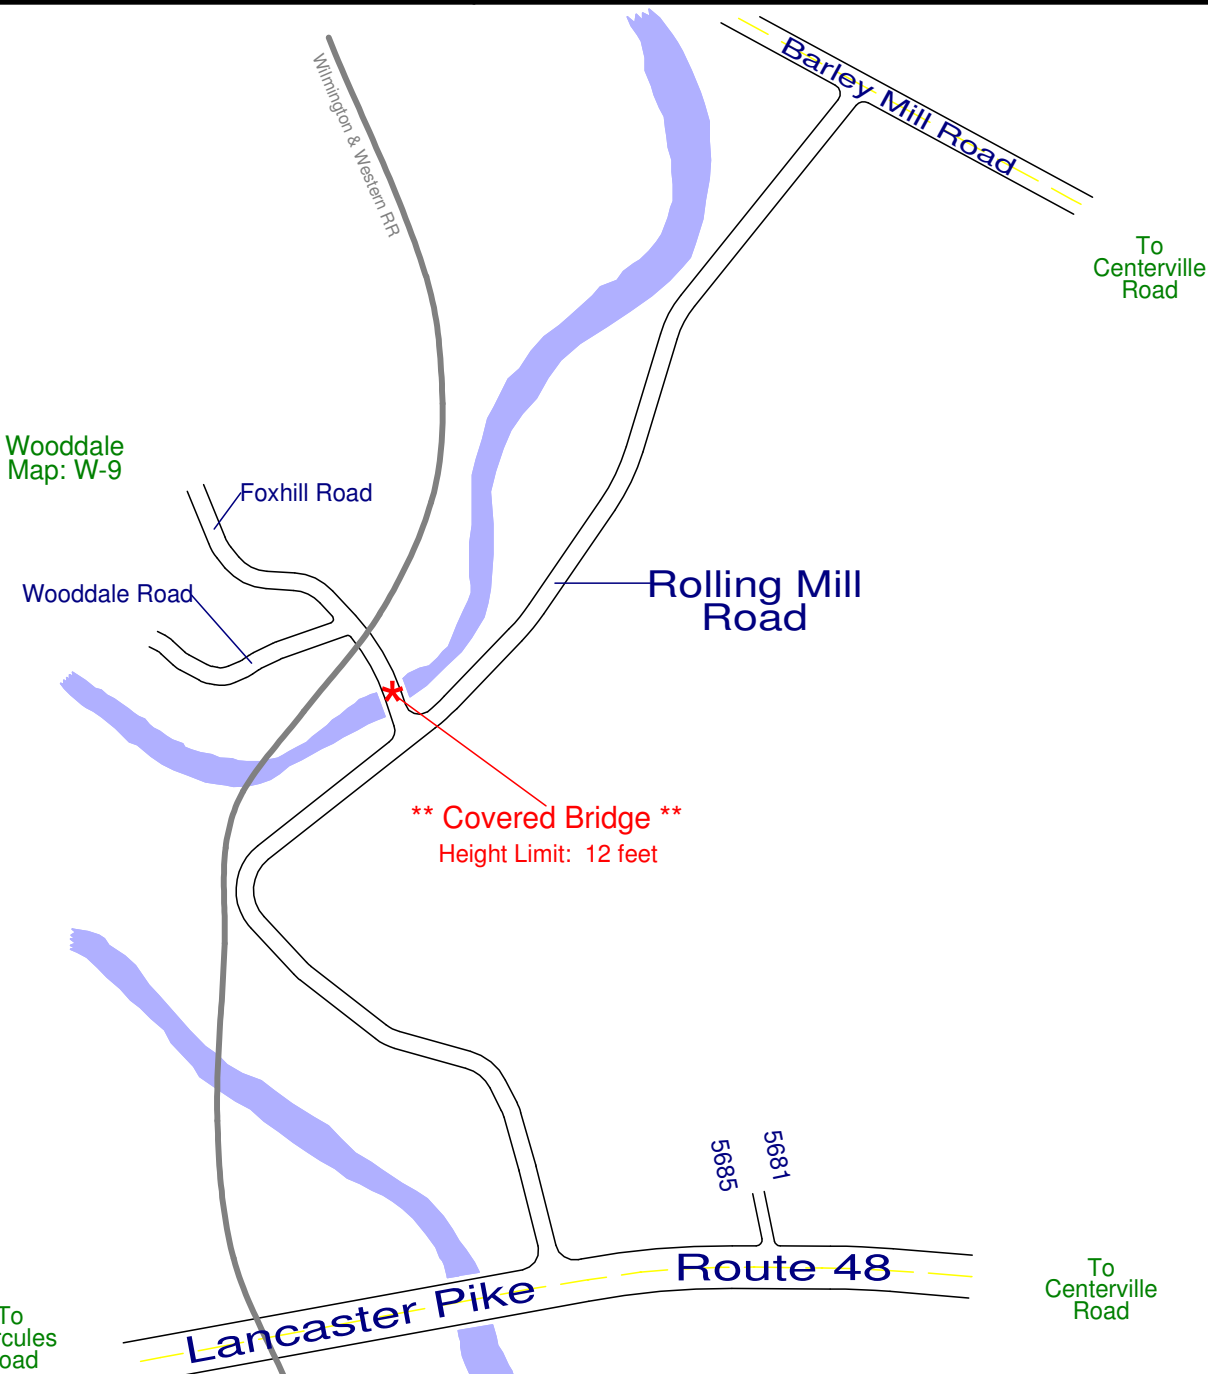 Barley Mill Road
Wilmington & Western RR
To
Centerville
Road
Wooddale
Map: W-9
Foxhill Road
Wooddale Road
Rolling Mill
Road
** Covered Bridge **
Height Limit: 12 feet
5685
5681
Route 48
Lancaster Pike
To
Centerville
Road
To
rcules
oad